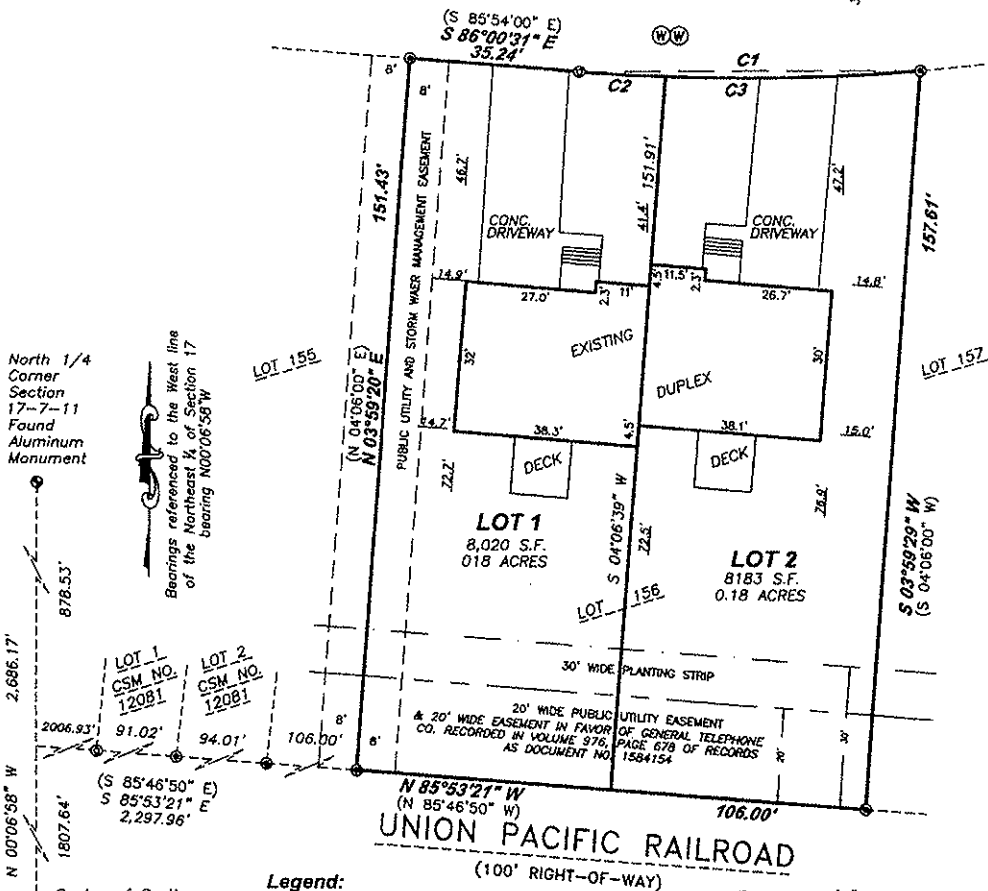 (S 85°54'00" E)
S 86°00'31" E
35.24'
WW
C1
C2
C3
8'
8'
151.43'
PUBLIC UTILITY AND STORM WAER MANAGEMENT EASEMENT
46.7'
41.4'
151.91'
47.2'
157.61'
CONC.
DRIVEWAY
CONC.
DRIVEWAY
14.9'
27.0'
2.3'
11'
4.5'
11.5'
2.3'
26.7'
14.8'
LOT 155
(N 04°06'00" E)
N 03°59'20" E
32'
EXISTING
DUPLEX
30'
LOT 157
14.7'
38.3'
4.5'
38.1'
15.0'
DECK
DECK
72.7'
S 04°06'39" W
72.5'
76.9'
S 03°59'29" W
(S 04°06'00" W)
LOT 1
8,020 S.F.
018 ACRES
LOT 2
8183 S.F.
0.18 ACRES
LOT 156
North 1/4
Corner
Section
17-7-11
Found
Aluminum
Monument
Bearings referenced to the West line
of the Northeast ¼ of Section 17
bearing N00°06'58"W
878.53'
2,686.17'
N 00°06'58" W
1807.64'
LOT 1
CSM NO.
12081
LOT 2
CSM NO.
12081
2006.93'
91.02'
94.01'
106.00'
8'
(S 85°46'50" E)
S 85°53'21" E
2,297.96'
30' WIDE PLANTING STRIP
20' WIDE PUBLIC UTILITY EASEMENT
& 20' WIDE EASEMENT IN FAVOR OF GENERAL TELEPHONE
CO. RECORDED IN VOLUME 976, PAGE 678 OF RECORDS
AS DOCUMENT NO. 1584154
20'
30'
N 85°53'21" W
(N 85°46'50" W)
106.00'
UNION PACIFIC RAILROAD
(100' RIGHT-OF-WAY)
Legend: